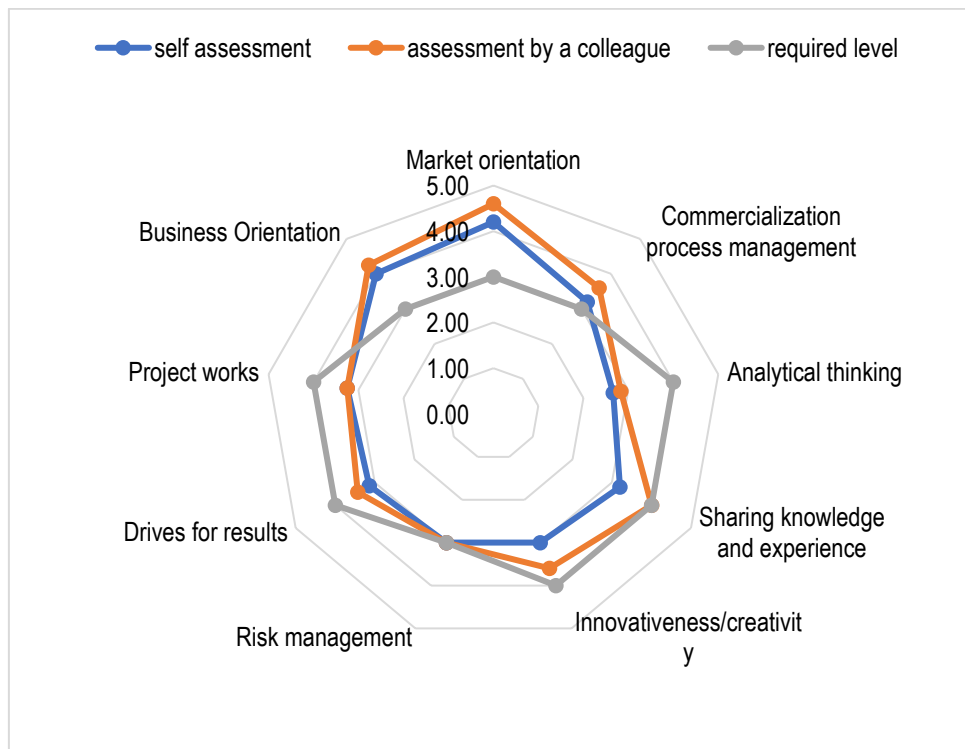 self assessment
assessment by a colleague
required level
Market orientation
5.00
Commercialization
process management
Business Orientation
4.00
3.00
2.00
Project works
Analytical thinking
1.00
0.00
Sharing knowledge
and experience
Drives for results
Innovativeness/creativit
y
Risk management